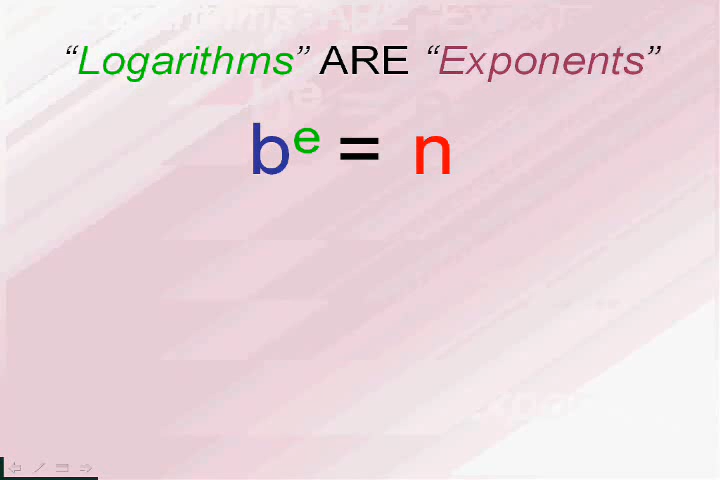 “Logarithms” ARE “Exponents”
bᵉ = n